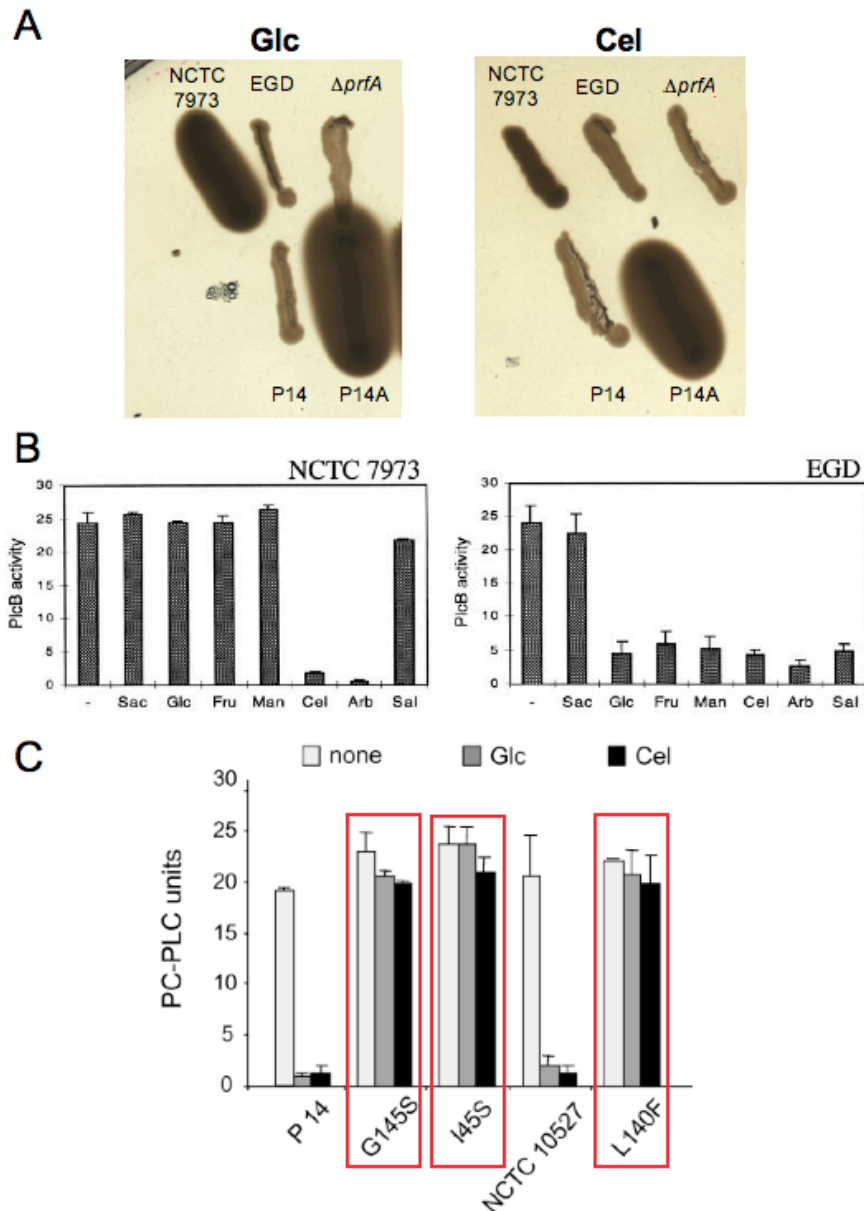 A
Glc
Cel
NCTC
7973
EGD
ΔprfA
NCTC
7973
EGD
ΔprfA
P14
P14A
P14
P14A
B
NCTC 7973
30
25
20
15
10
5
0
PlcB activity
- Sac Glc Fru Man Cel Arb Sal
EGD
30
25
20
15
10
5
0
PlcB activity
- Sac Glc Fru Man Cel Arb Sal
C
none Glc Cel
30
25
20
15
10
5
0
PC-PLC units
P 14
G145S
I45S
NCTC 10527
L140F